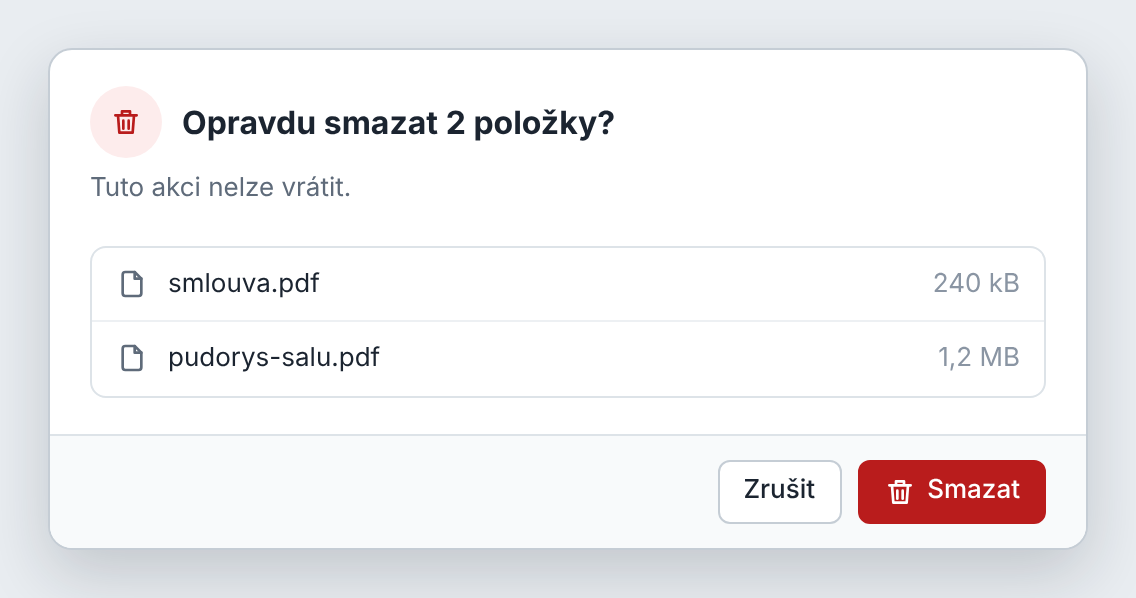 Opravdu smazat 2 položky?
Tuto akci nelze vrátit.
smlouva.pdf 240 kB
pudorys-salu.pdf 1,2 MB
Zrušit Smazat